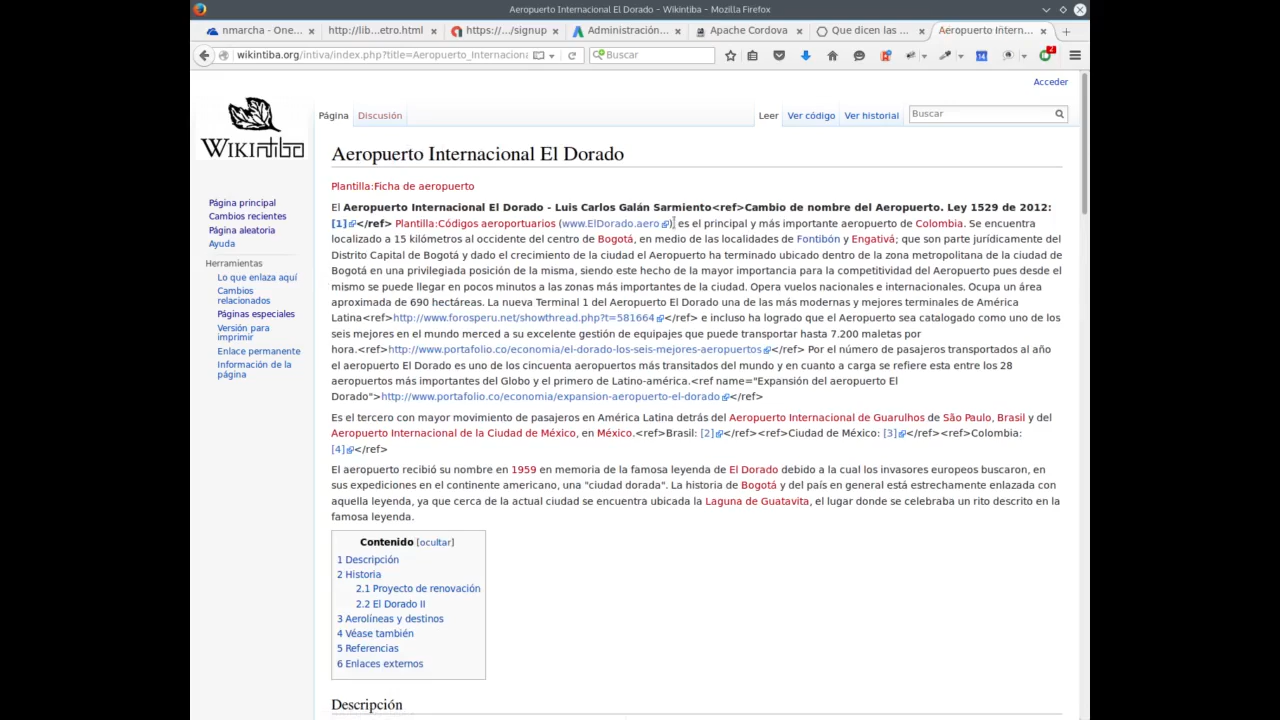 Aeropuerto Internacional El Dorado - Wikintiba - Mozilla Firefox
nmarcha - One...
http://lib...etro.html
https://.../signup
Administración...
Apache Cordova
Que dicen las ...
Aeropuerto Intern...
wikintiba.org/intiva/index.php?title=Aeropuerto_Internaciona
Buscar
Acceder
WIKINTIBA
Página
Discusión
Leer
Ver código
Ver historial
Buscar
Página principal
Cambios recientes
Página aleatoria
Ayuda
Herramientas
Lo que enlaza aquí
Cambios
relacionados
Páginas especiales
Versión para
imprimir
Enlace permanente
Información de la
página
Aeropuerto Internacional El Dorado
Plantilla:Ficha de aeropuerto
El Aeropuerto Internacional El Dorado - Luis Carlos Galán Sarmiento<ref>Cambio de nombre del Aeropuerto. Ley 1529 de 2012:
[1]</ref> Plantilla:Códigos aeroportuarios (www.ElDorado.aero), es el principal y más importante aeropuerto de Colombia. Se encuentra
localizado a 15 kilómetros al occidente del centro de Bogotá, en medio de las localidades de Fontibón y Engativá; que son parte jurídicamente del
Distrito Capital de Bogotá y dado el crecimiento de la ciudad el Aeropuerto ha terminado ubicado dentro de la zona metropolitana de la ciudad de
Bogotá en una privilegiada posición de la misma, siendo este hecho de la mayor importancia para la competitividad del Aeropuerto pues desde el
mismo se puede llegar en pocos minutos a las zonas más importantes de la ciudad. Opera vuelos nacionales e internacionales. Ocupa un área
aproximada de 690 hectáreas. La nueva Terminal 1 del Aeropuerto El Dorado una de las más modernas y mejores terminales de América
Latina<ref>http://www.forosperu.net/showthread.php?t=581664</ref> e incluso ha logrado que el Aeropuerto sea catalogado como uno de los
seis mejores en el mundo merced a su excelente gestión de equipajes que puede transportar hasta 7.200 maletas por
hora.<ref>http://www.portafolio.co/economia/el-dorado-los-seis-mejores-aeropuertos</ref> Por el número de pasajeros transportados al año
el aeropuerto El Dorado es uno de los cincuenta aeropuertos más transitados del mundo y en cuanto a carga se refiere esta entre los 28
aeropuertos más importantes del Globo y el primero de Latino-américa.<ref name="Expansión del aeropuerto El
Dorado">http://www.portafolio.co/economia/expansion-aeropuerto-el-dorado</ref>
Es el tercero con mayor movimiento de pasajeros en América Latina detrás del Aeropuerto Internacional de Guarulhos de São Paulo, Brasil y del
Aeropuerto Internacional de la Ciudad de México, en México.<ref>Brasil: [2]</ref><ref>Ciudad de México: [3]</ref><ref>Colombia:
[4]</ref>
El aeropuerto recibió su nombre en 1959 en memoria de la famosa leyenda de El Dorado debido a la cual los invasores europeos buscaron, en
sus expediciones en el continente americano, una "ciudad dorada". La historia de Bogotá y del país en general está estrechamente enlazada con
aquella leyenda, ya que cerca de la actual ciudad se encuentra ubicada la Laguna de Guatavita, el lugar donde se celebraba un rito descrito en la
famosa leyenda.
Contenido [ocultar]
1 Descripción
2 Historia
2.1 Proyecto de renovación
2.2 El Dorado II
3 Aerolíneas y destinos
4 Véase también
5 Referencias
6 Enlaces externos
Descripción